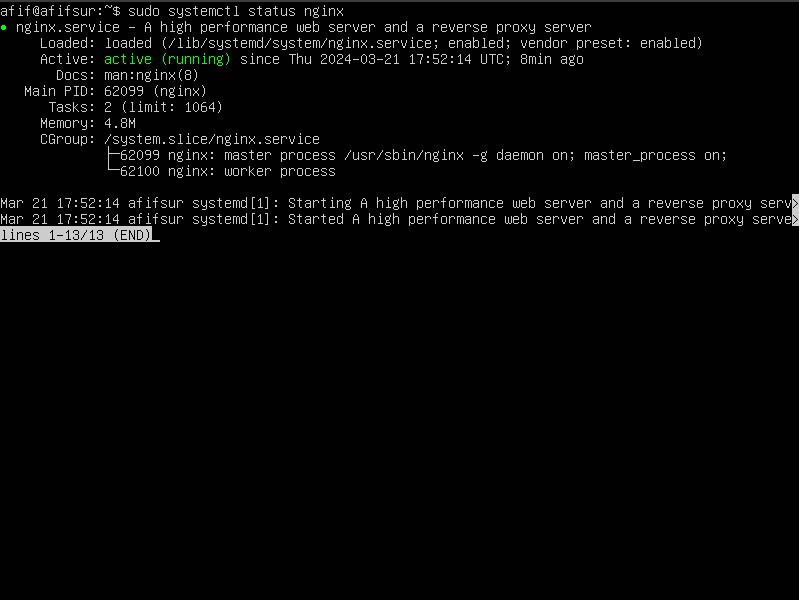 afif@afifsur:~$ sudo systemctl status nginx
● nginx.service - A high performance web server and a reverse proxy server
     Loaded: loaded (/lib/systemd/system/nginx.service; enabled; vendor preset: enabled)
     Active: active (running) since Thu 2024-03-21 17:52:14 UTC; 8min ago
       Docs: man:nginx(8)
   Main PID: 62099 (nginx)
      Tasks: 2 (limit: 1064)
     Memory: 4.8M
     CGroup: /system.slice/nginx.service
             ├─62099 nginx: master process /usr/sbin/nginx -g daemon on; master_process on;
             └─62100 nginx: worker process

Mar 21 17:52:14 afifsur systemd[1]: Starting A high performance web server and a reverse proxy serv>
Mar 21 17:52:14 afifsur systemd[1]: Started A high performance web server and a reverse proxy serve>
lines 1-13/13 (END)